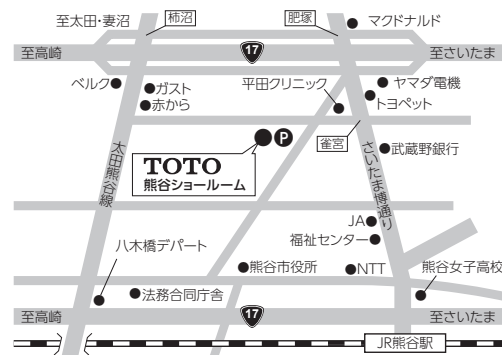 至太田・妻沼
柿沼
肥塚
マクドナルド
至高崎
17
至さいたま
ベルク
ガスト
赤から
平田クリニック
ヤマダ電機
トヨペット
P
雀宮
太田熊谷線
TOTO
熊谷ショールーム
さいたま博通り
武蔵野銀行
JA
福祉センター
八木橋デパート
熊谷市役所
NTT
熊谷女子高校
法務合同庁舎
至高崎
17
至さいたま
JR熊谷駅